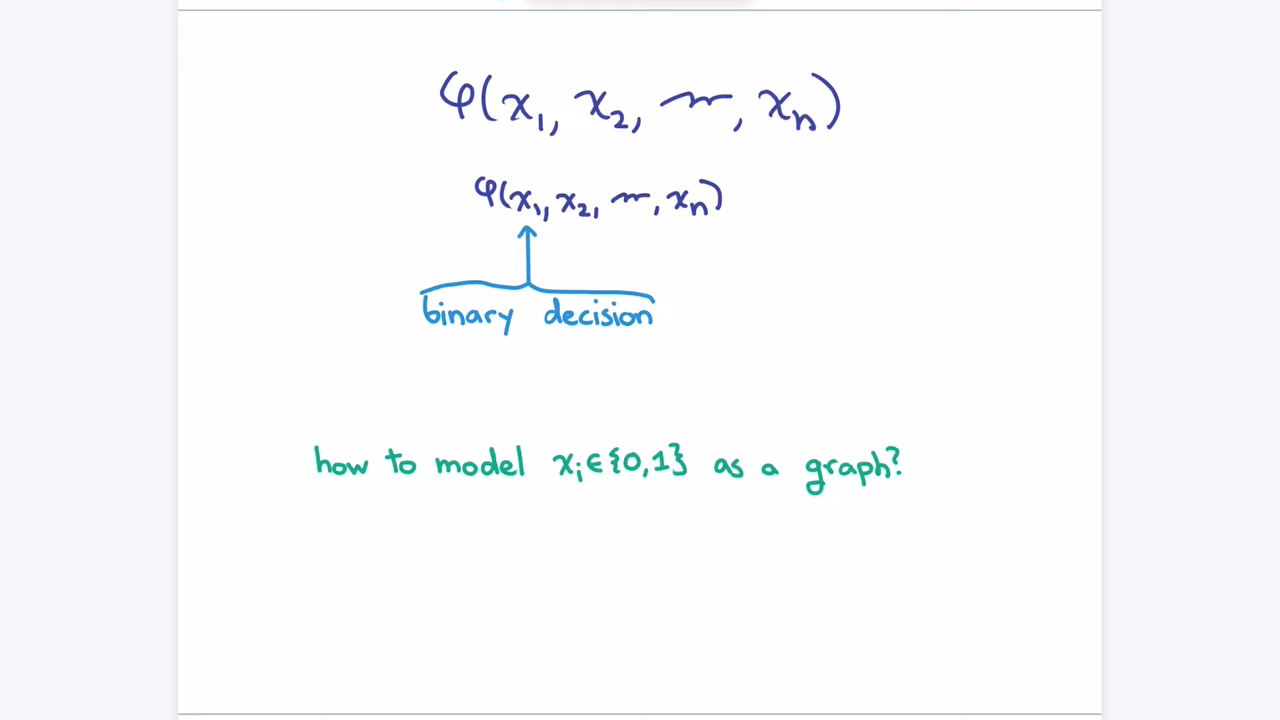 φ(x₁, x₂, ⋯, xₙ)
φ(x₁, x₂, ⋯, xₙ)
binary decision
how to model xᵢ∈{0,1} as a graph?